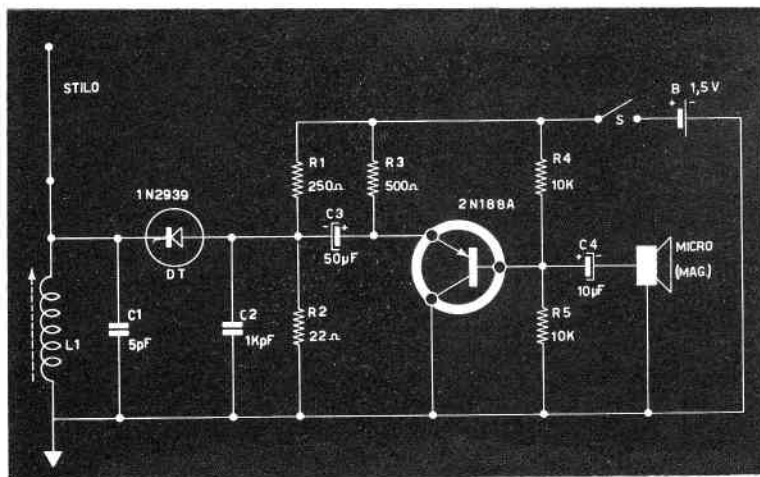 STILO
B 1,5 V
+ -
S
1N2939
DT
R1
250Ω
R3
500Ω
R4
10K
2N188A
C3
- +
50µF
C4
+ -
10µF
MICRO
(MAG.)
L1
C1
5pF
C2
1KpF
R2
22Ω
R5
10K